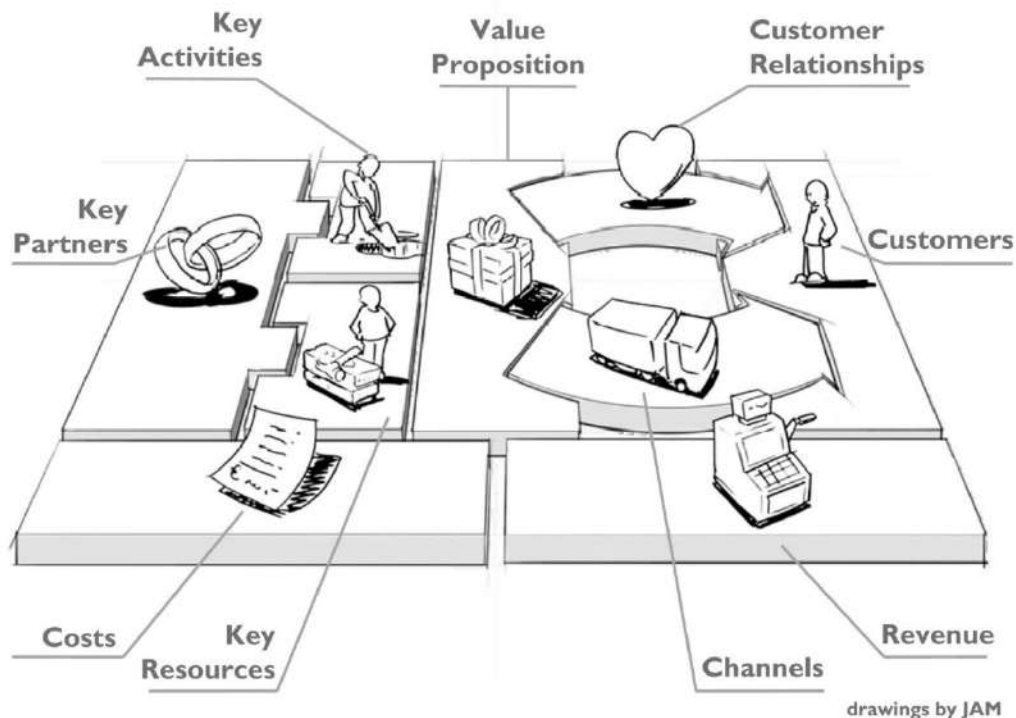 Key
Activities
Value
Proposition
Customer
Relationships
Key
Partners
Customers
Costs
Key
Resources
Channels
Revenue
drawings by JAM